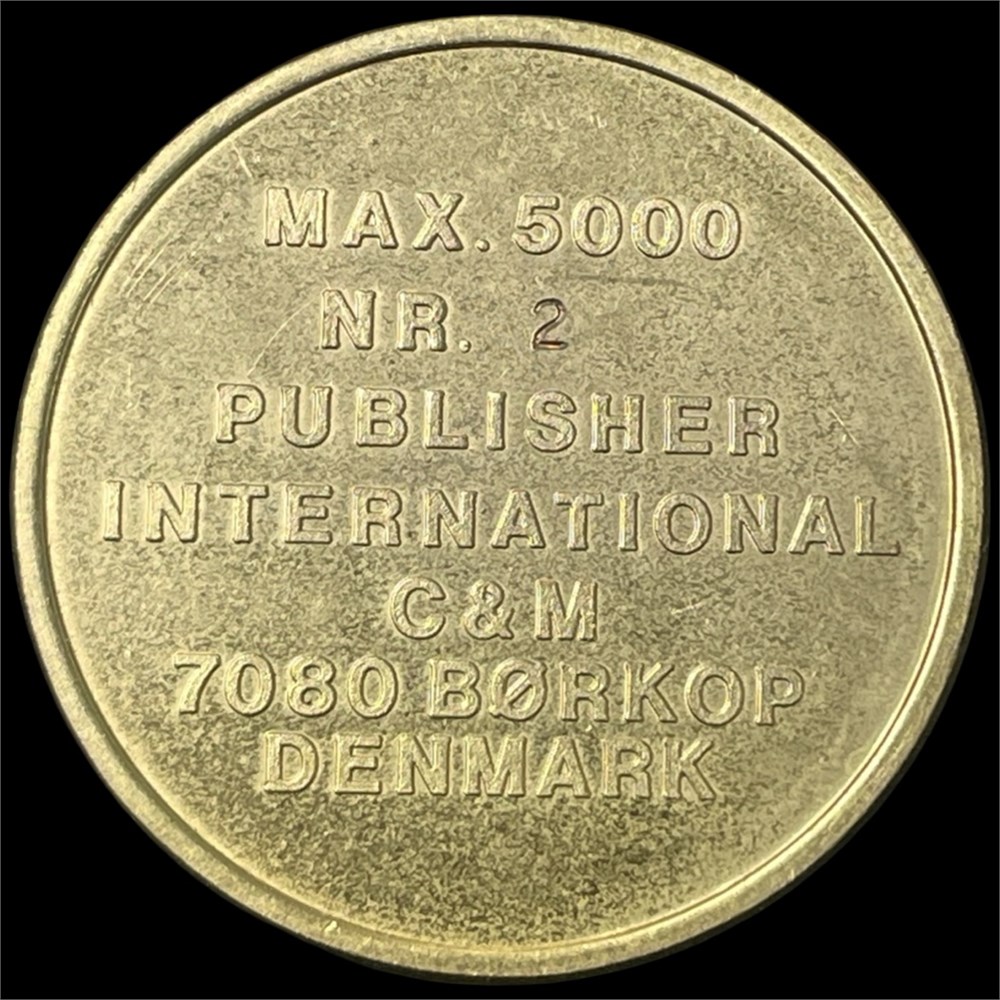 MAX. 5000
NR. 2
PUBLISHER
INTERNATIONAL
C&M
7080 BØRKOP
DENMARK